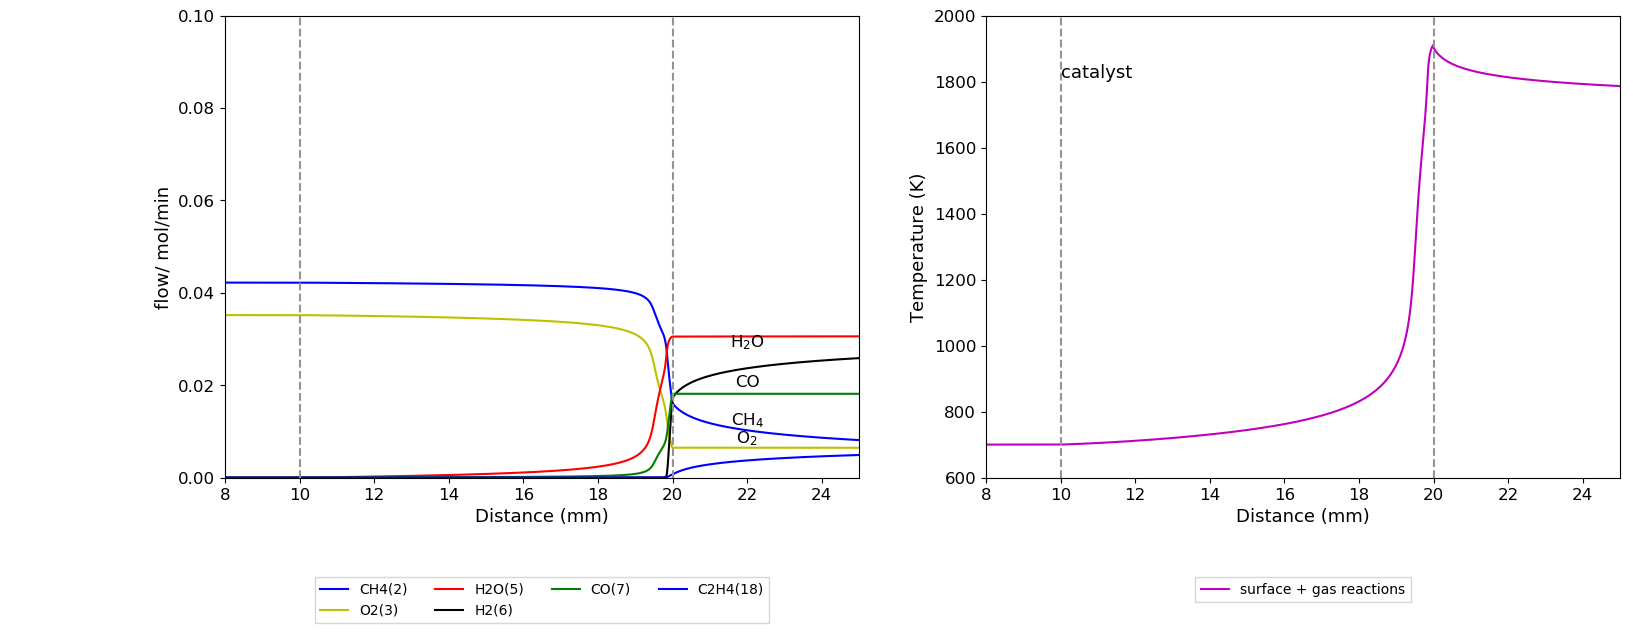 0.10
0.08
0.06
0.04
0.02
0.00
flow/ mol/min
8 10 12 14 16 18 20 22 24
Distance (mm)
H₂O
CO
CH₄
O₂
CH4(2) H2O(5) CO(7) C2H4(18)
O2(3) H2(6)
2000
1800
1600
1400
1200
1000
800
600
Temperature (K)
catalyst
8 10 12 14 16 18 20 22 24
Distance (mm)
surface + gas reactions